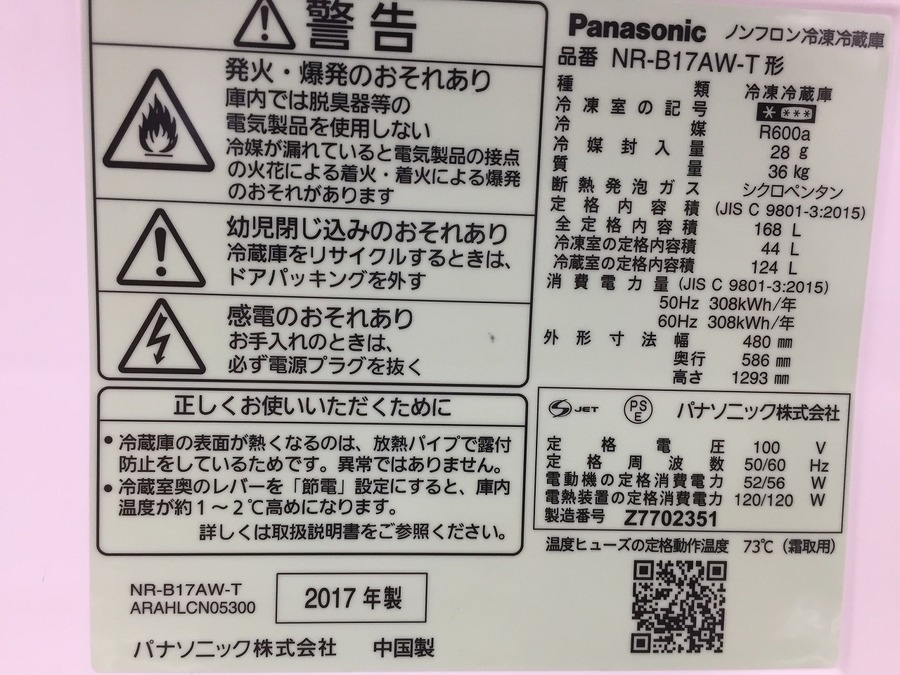 警告
発火・爆発のおそれあり
庫内では脱臭器等の
電気製品を使用しない
冷媒が漏れていると電気製品の接点
の火花による着火・着火による爆発
のおそれがあります
幼児閉じ込みのおそれあり
冷蔵庫をリサイクルするときは、
ドアパッキングを外す
感電のおそれあり
お手入れのときは、
必ず電源プラグを抜く
正しくお使いいただくために
●冷蔵庫の表面が熱くなるのは、放熱パイプで露付
防止をしているためです。異常ではありません。
●冷蔵室奥のレバーを「節電」設定にすると、庫内
温度が約1～2℃高めになります。
詳しくは取扱説明書をご参照ください。
NR-B17AW-T
ARAHLCN05300
2017 年製
パナソニック株式会社 中国製
Panasonic ノンフロン冷凍冷蔵庫
品番 NR-B17AW-T 形
種類 冷凍冷蔵庫
冷凍室の記号 * ***
冷媒 R600a
冷媒封入量 28 g
質量 36 kg
断熱発泡ガス シクロペンタン
定格内容積 (JIS C 9801-3:2015)
全定格内容積 168 L
冷凍室の定格内容積 44 L
冷蔵室の定格内容積 124 L
消費電力量 (JIS C 9801-3:2015)
50Hz 308kWh/年
60Hz 308kWh/年
外形寸法 幅 480 mm
奥行 586 mm
高さ 1293 mm
S JET PSE パナソニック株式会社
定格電圧 100 V
定格周波数 50/60 Hz
電動機の定格消費電力 52/56 W
電熱装置の定格消費電力 120/120 W
製造番号 Z7702351
温度ヒューズの定格動作温度 73℃（霜取用）